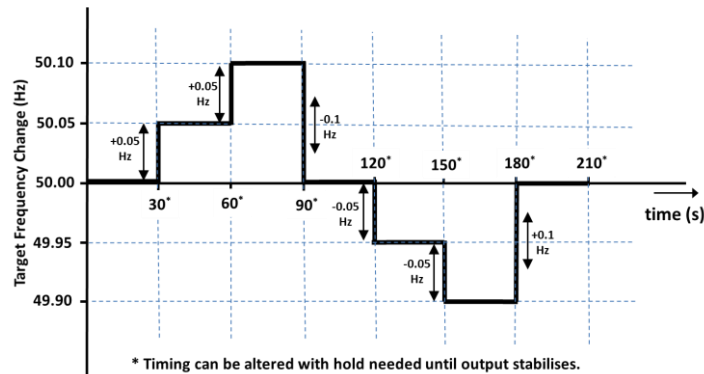 Target Frequency Change (Hz)
50.10
50.05
50.00
49.95
49.90
+0.05
Hz
+0.05
Hz
-0.1
Hz
30*
60*
90*
120*
150*
180*
210*
-0.05
Hz
-0.05
Hz
+0.1
Hz
time (s)
* Timing can be altered with hold needed until output stabilises.